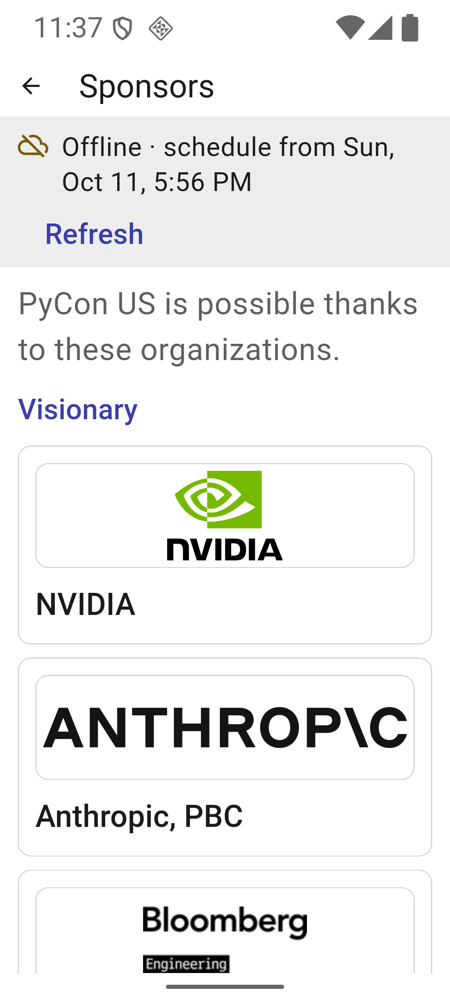 11:37
Sponsors
Offline · schedule from Sun,
Oct 11, 5:56 PM
Refresh
PyCon US is possible thanks
to these organizations.
Visionary
NVIDIA
NVIDIA
ANTHROP\C
Anthropic, PBC
Bloomberg
Engineering